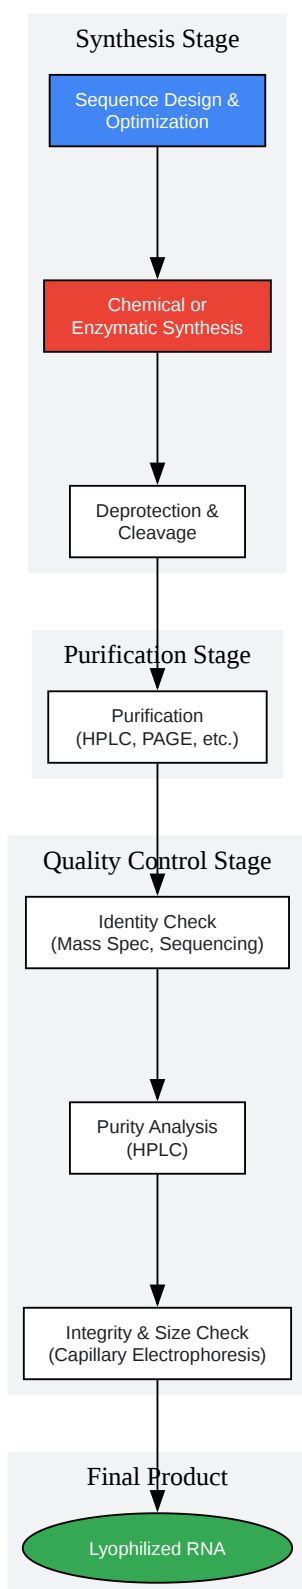 Synthesis Stage
Sequence Design &
Optimization
Chemical or
Enzymatic Synthesis
Deprotection &
Cleavage
Purification Stage
Purification
(HPLC, PAGE, etc.)
Quality Control Stage
Identity Check
(Mass Spec, Sequencing)
Purity Analysis
(HPLC)
Integrity & Size Check
(Capillary Electrophoresis)
Final Product
Lyophilized RNA